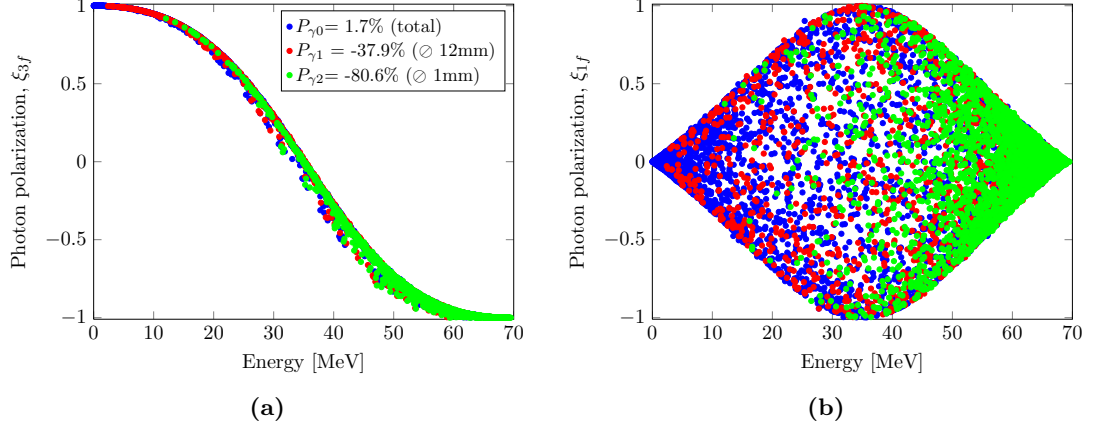 1
0.5
0
−0.5
−1
Photon polarization, ξ3f
0 10 20 30 40 50 60 70
Energy [MeV]
Pγ0= 1.7% (total)
Pγ1 = -37.9% (⊘ 12mm)
Pγ2= -80.6% (⊘ 1mm)
(a)
1
0.5
0
−0.5
−1
Photon polarization, ξ1f
0 10 20 30 40 50 60 70
Energy [MeV]
(b)